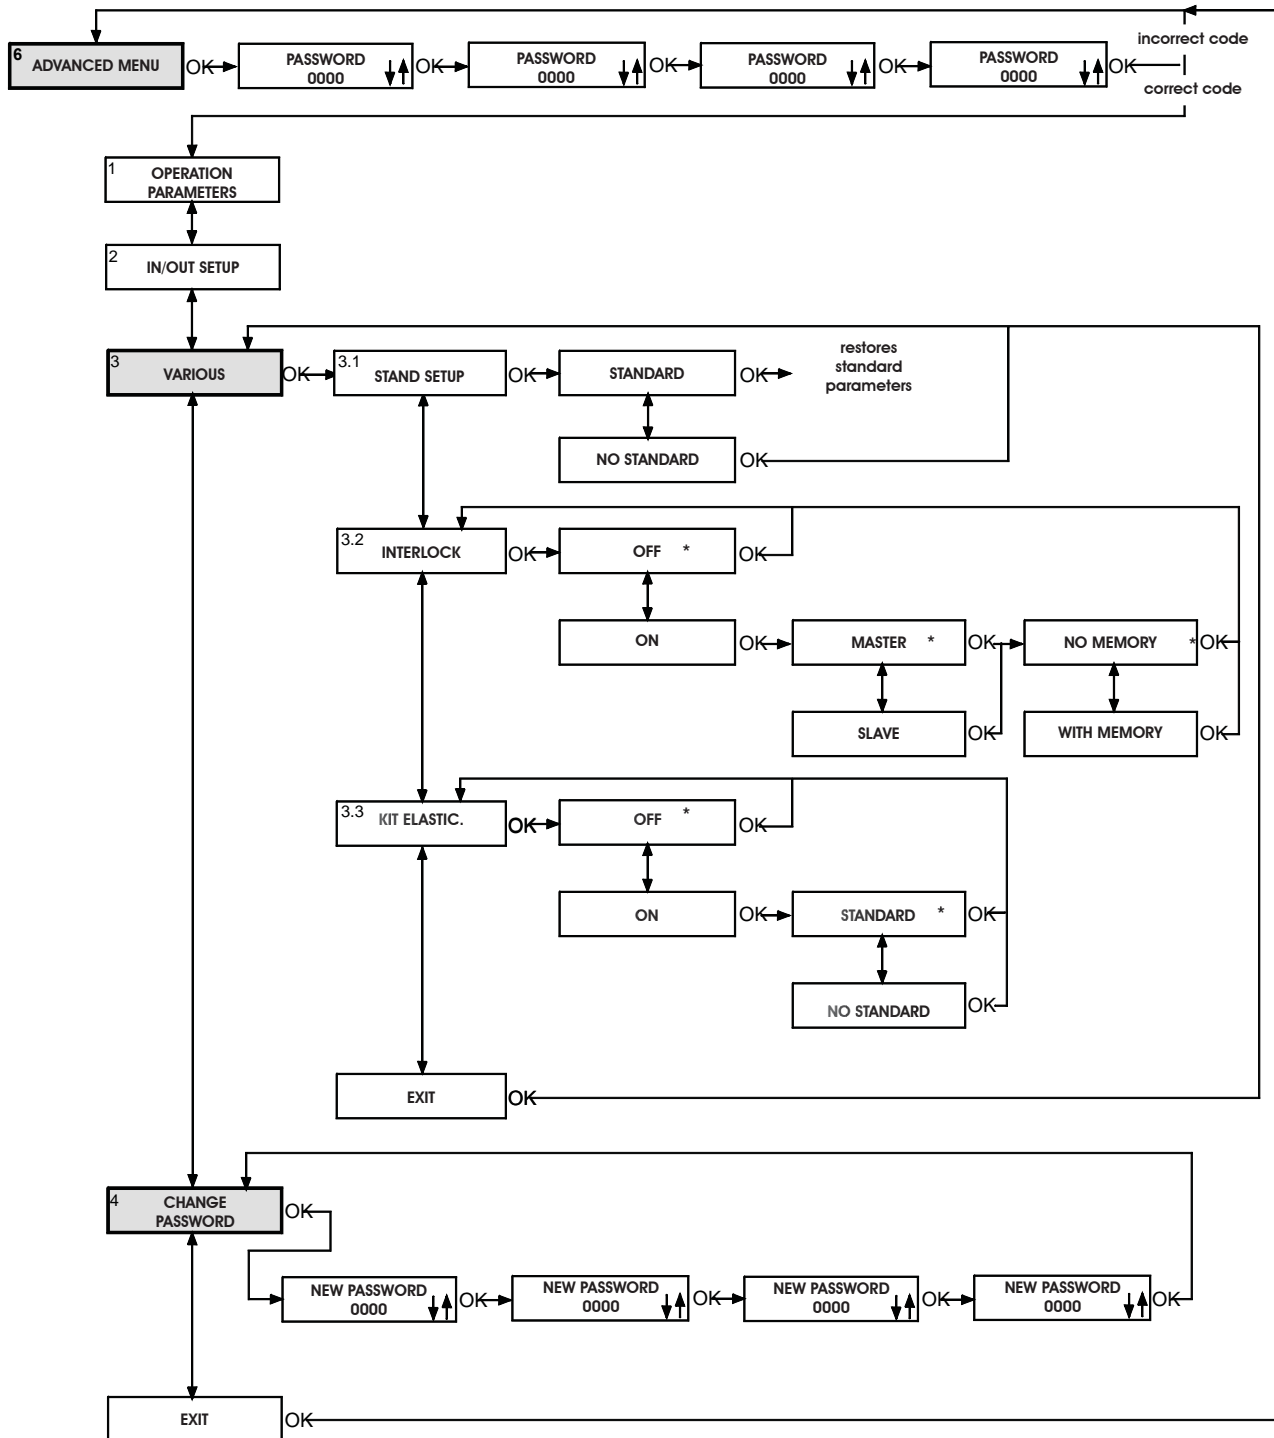 incorrect code
6
ADVANCED MENU
OK
PASSWORD
0000
OK
PASSWORD
0000
OK
PASSWORD
0000
OK
PASSWORD
0000
OK
correct code
1
OPERATION
PARAMETERS
2
IN/OUT SETUP
3
VARIOUS
OK
3.1
STAND SETUP
OK
STANDARD
OK
restores
standard
parameters
NO STANDARD
OK
3.2
INTERLOCK
OK
OFF *
OK
ON
OK
MASTER *
OK
NO MEMORY *
OK
SLAVE
OK
WITH MEMORY
OK
3.3
KIT ELASTIC.
OK
OFF *
OK
ON
OK
STANDARD *
OK
NO STANDARD
OK
EXIT
OK
4
CHANGE
PASSWORD
OK
NEW PASSWORD
0000
OK
NEW PASSWORD
0000
OK
NEW PASSWORD
0000
OK
NEW PASSWORD
0000
OK
EXIT
OK